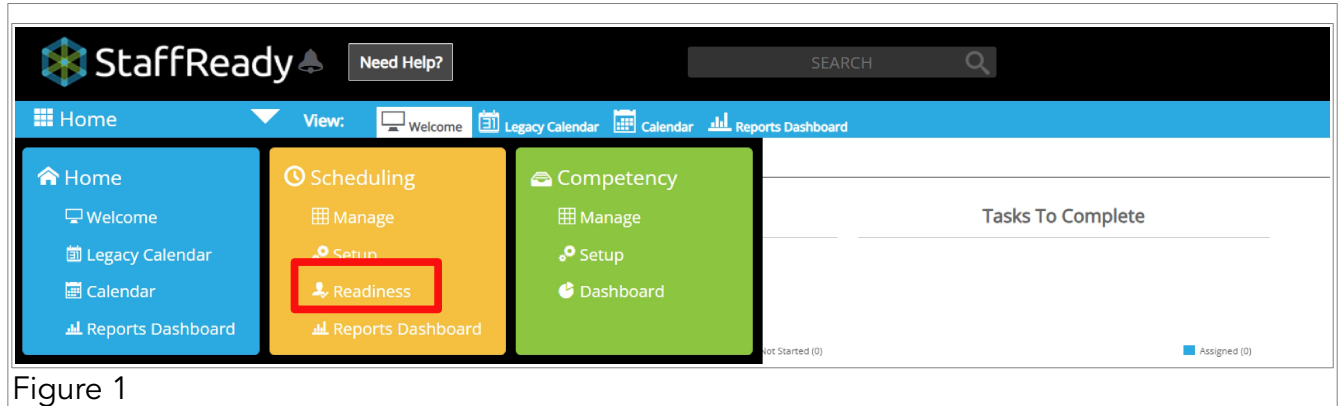 StaffReady Need Help? SEARCH
Home View: Welcome Legacy Calendar Calendar Reports Dashboard
Home
Welcome
Legacy Calendar
Calendar
Reports Dashboard
Scheduling
Manage
Setup
Readiness
Reports Dashboard
Competency
Manage
Setup
Dashboard
Tasks To Complete
Not Started (0)
Assigned (0)
Figure 1